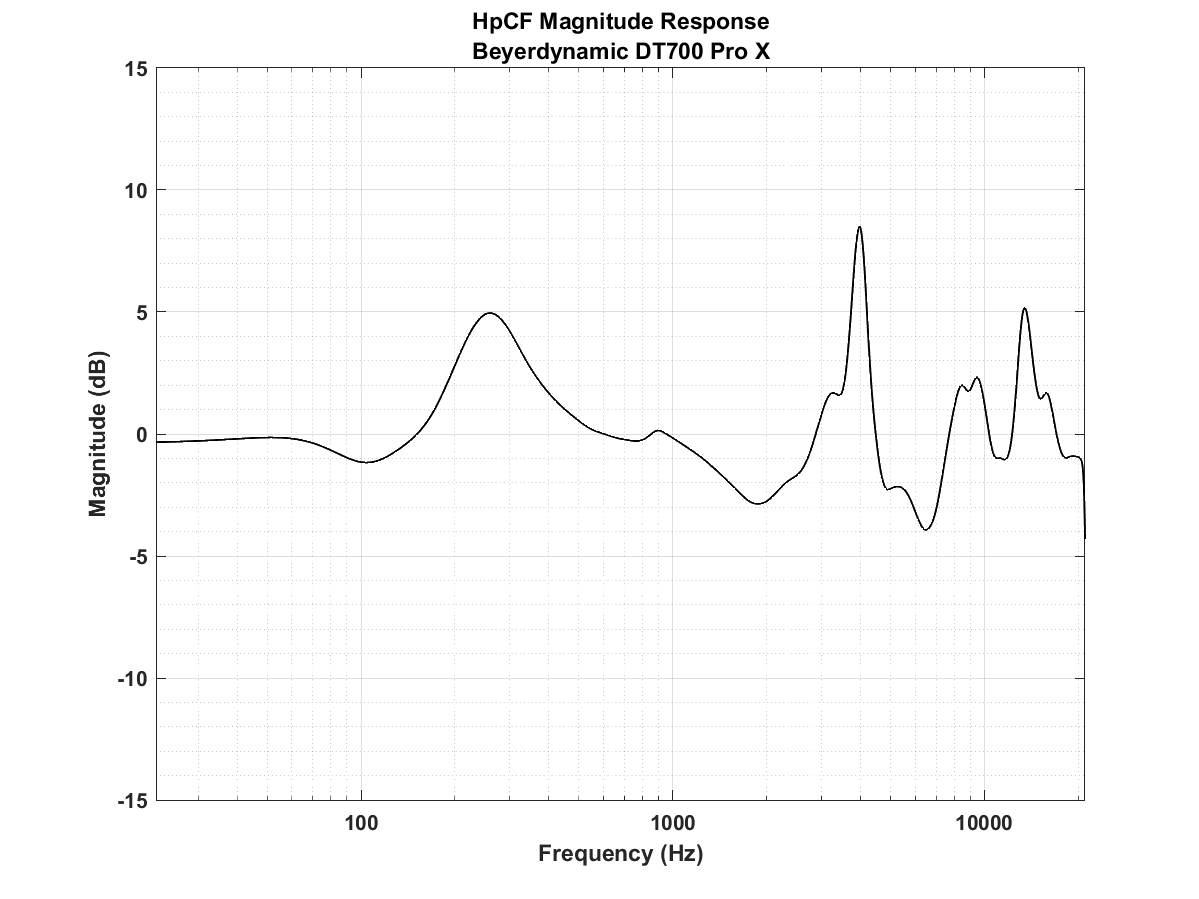 HpCF Magnitude Response
Beyerdynamic DT700 Pro X
15
10
5
0
-5
-10
-15
Magnitude (dB)
100
1000
10000
Frequency (Hz)